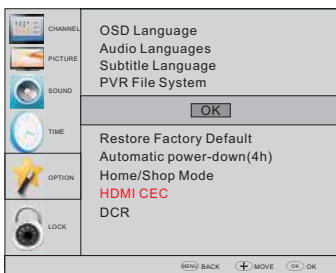 CHANNEL
PICTURE
SOUND
TIME
OPTION
LOCK
OSD Language
Audio Languages
Subtitle Language
PVR File System
OK
Restore Factory Default
Automatic power-down(4h)
Home/Shop Mode
HDMI CEC
DCR
MENU BACK MOVE OK OK